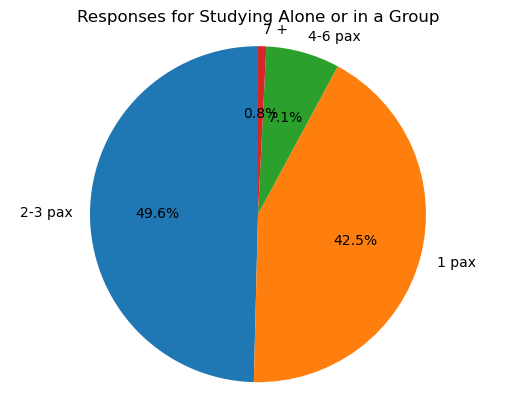 Responses for Studying Alone or in a Group
7 +
4-6 pax
0.8%
7.1%
2-3 pax
49.6%
42.5%
1 pax